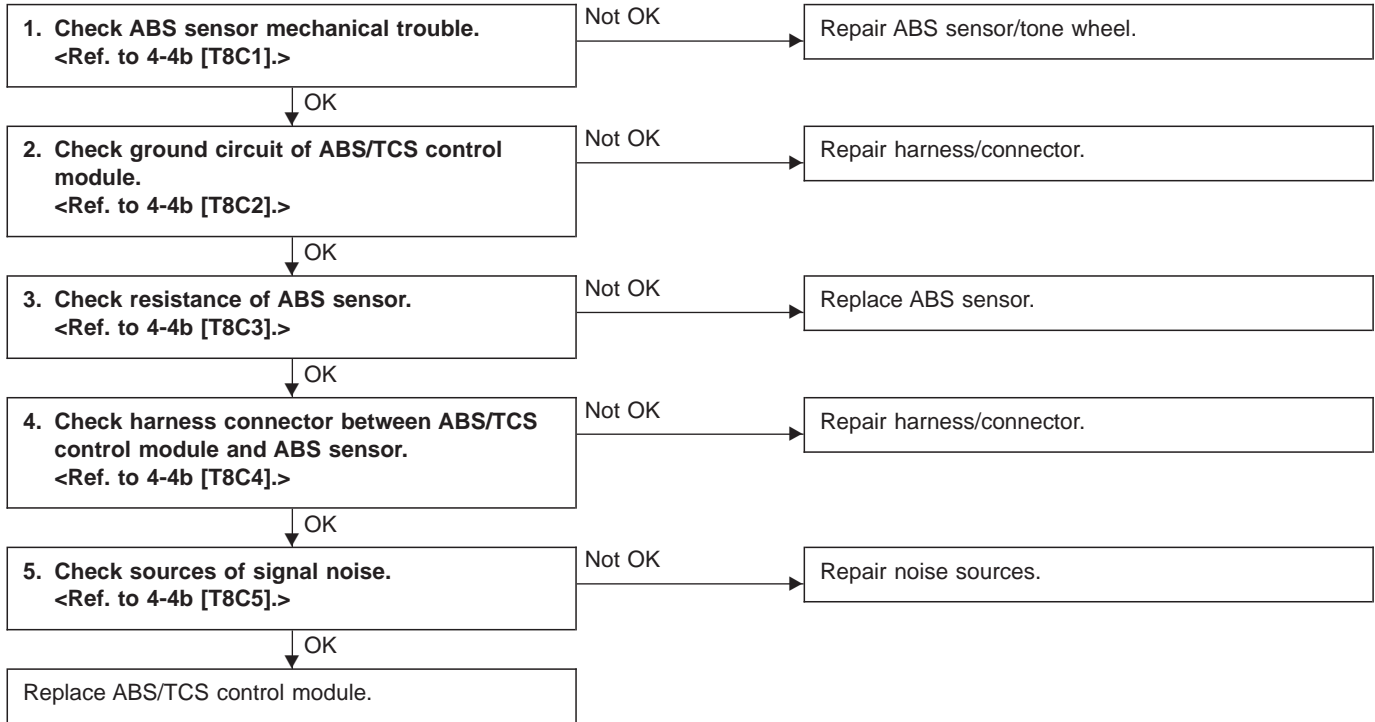 1. Check ABS sensor mechanical trouble.
<Ref. to 4-4b [T8C1].>
Not OK
Repair ABS sensor/tone wheel.
OK
2. Check ground circuit of ABS/TCS control
module.
<Ref. to 4-4b [T8C2].>
Not OK
Repair harness/connector.
OK
3. Check resistance of ABS sensor.
<Ref. to 4-4b [T8C3].>
Not OK
Replace ABS sensor.
OK
4. Check harness connector between ABS/TCS
control module and ABS sensor.
<Ref. to 4-4b [T8C4].>
Not OK
Repair harness/connector.
OK
5. Check sources of signal noise.
<Ref. to 4-4b [T8C5].>
Not OK
Repair noise sources.
OK
Replace ABS/TCS control module.